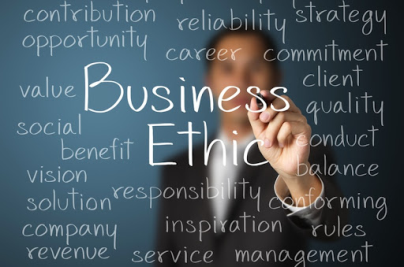 contribution reliability strategy
opportunity career commitment
value Business client
quality
social Ethic conduct
benefit balance
vision responsibility
solution conforming
company inspiration rules
revenue service management